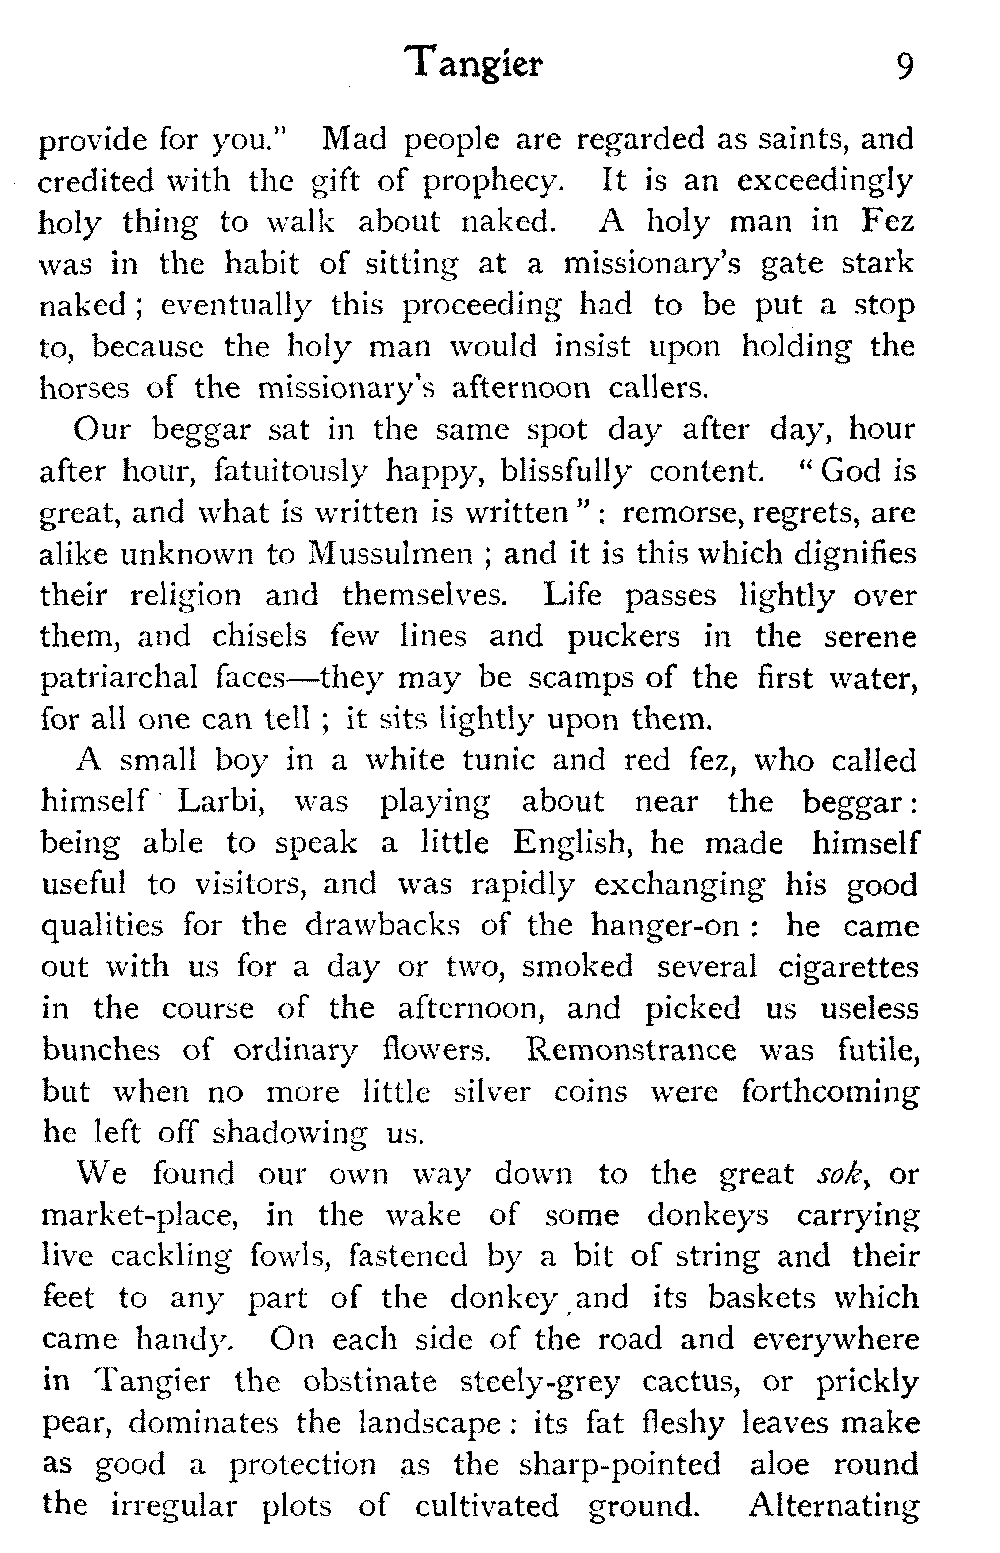 Tangier 9
provide for you." Mad people are regarded as saints, and
credited with the gift of prophecy. It is an exceedingly
holy thing to walk about naked. A holy man in Fez
was in the habit of sitting at a missionary's gate stark
naked ; eventually this proceeding had to be put a stop
to, because the holy man would insist upon holding the
horses of the missionary's afternoon callers.
Our beggar sat in the same spot day after day, hour
after hour, fatuitously happy, blissfully content. " God is
great, and what is written is written " : remorse, regrets, are
alike unknown to Mussulmen ; and it is this which dignifies
their religion and themselves. Life passes lightly over
them, and chisels few lines and puckers in the serene
patriarchal faces—they may be scamps of the first water,
for all one can tell ; it sits lightly upon them.
A small boy in a white tunic and red fez, who called
himself Larbi, was playing about near the beggar :
being able to speak a little English, he made himself
useful to visitors, and was rapidly exchanging his good
qualities for the drawbacks of the hanger-on : he came
out with us for a day or two, smoked several cigarettes
in the course of the afternoon, and picked us useless
bunches of ordinary flowers. Remonstrance was futile,
but when no more little silver coins were forthcoming
he left off shadowing us.
We found our own way down to the great sok, or
market-place, in the wake of some donkeys carrying
live cackling fowls, fastened by a bit of string and their
feet to any part of the donkey and its baskets which
came handy. On each side of the road and everywhere
in Tangier the obstinate steely-grey cactus, or prickly
pear, dominates the landscape : its fat fleshy leaves make
as good a protection as the sharp-pointed aloe round
the irregular plots of cultivated ground. Alternating